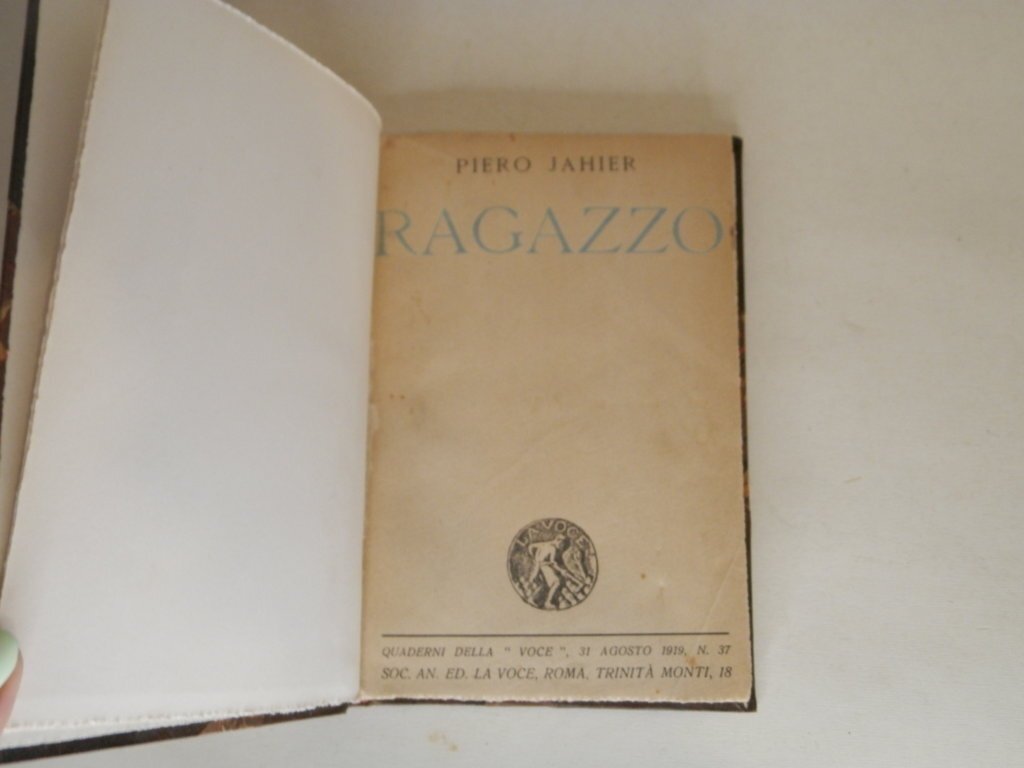 PIERO JAHIER
RAGAZZO
LA VOCE
QUADERNI DELLA " VOCE ", 31 AGOSTO 1919, N. 37
SOC. AN. ED. LA VOCE, ROMA, TRINITÀ MONTI, 18